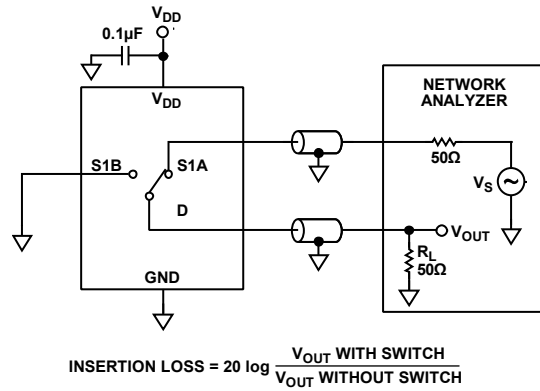 VDD
0.1µF
VDD
NETWORK
ANALYZER
S1B
S1A
50Ω
VS
D
VOUT
RL
50Ω
GND
INSERTION LOSS = 20 log VOUT WITH SWITCH
VOUT WITHOUT SWITCH